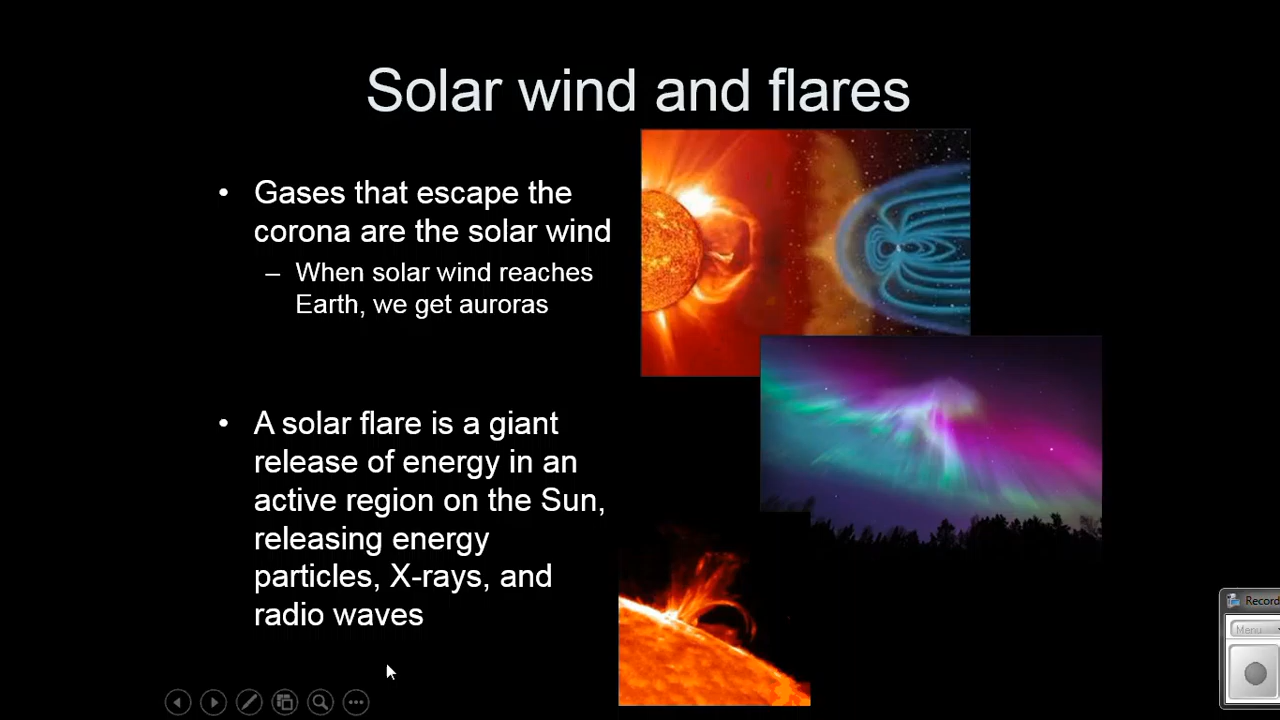 Solar wind and flares
• Gases that escape the
corona are the solar wind
– When solar wind reaches
Earth, we get auroras
• A solar flare is a giant
release of energy in an
active region on the Sun,
releasing energy
particles, X-rays, and
radio waves
Record
Menu